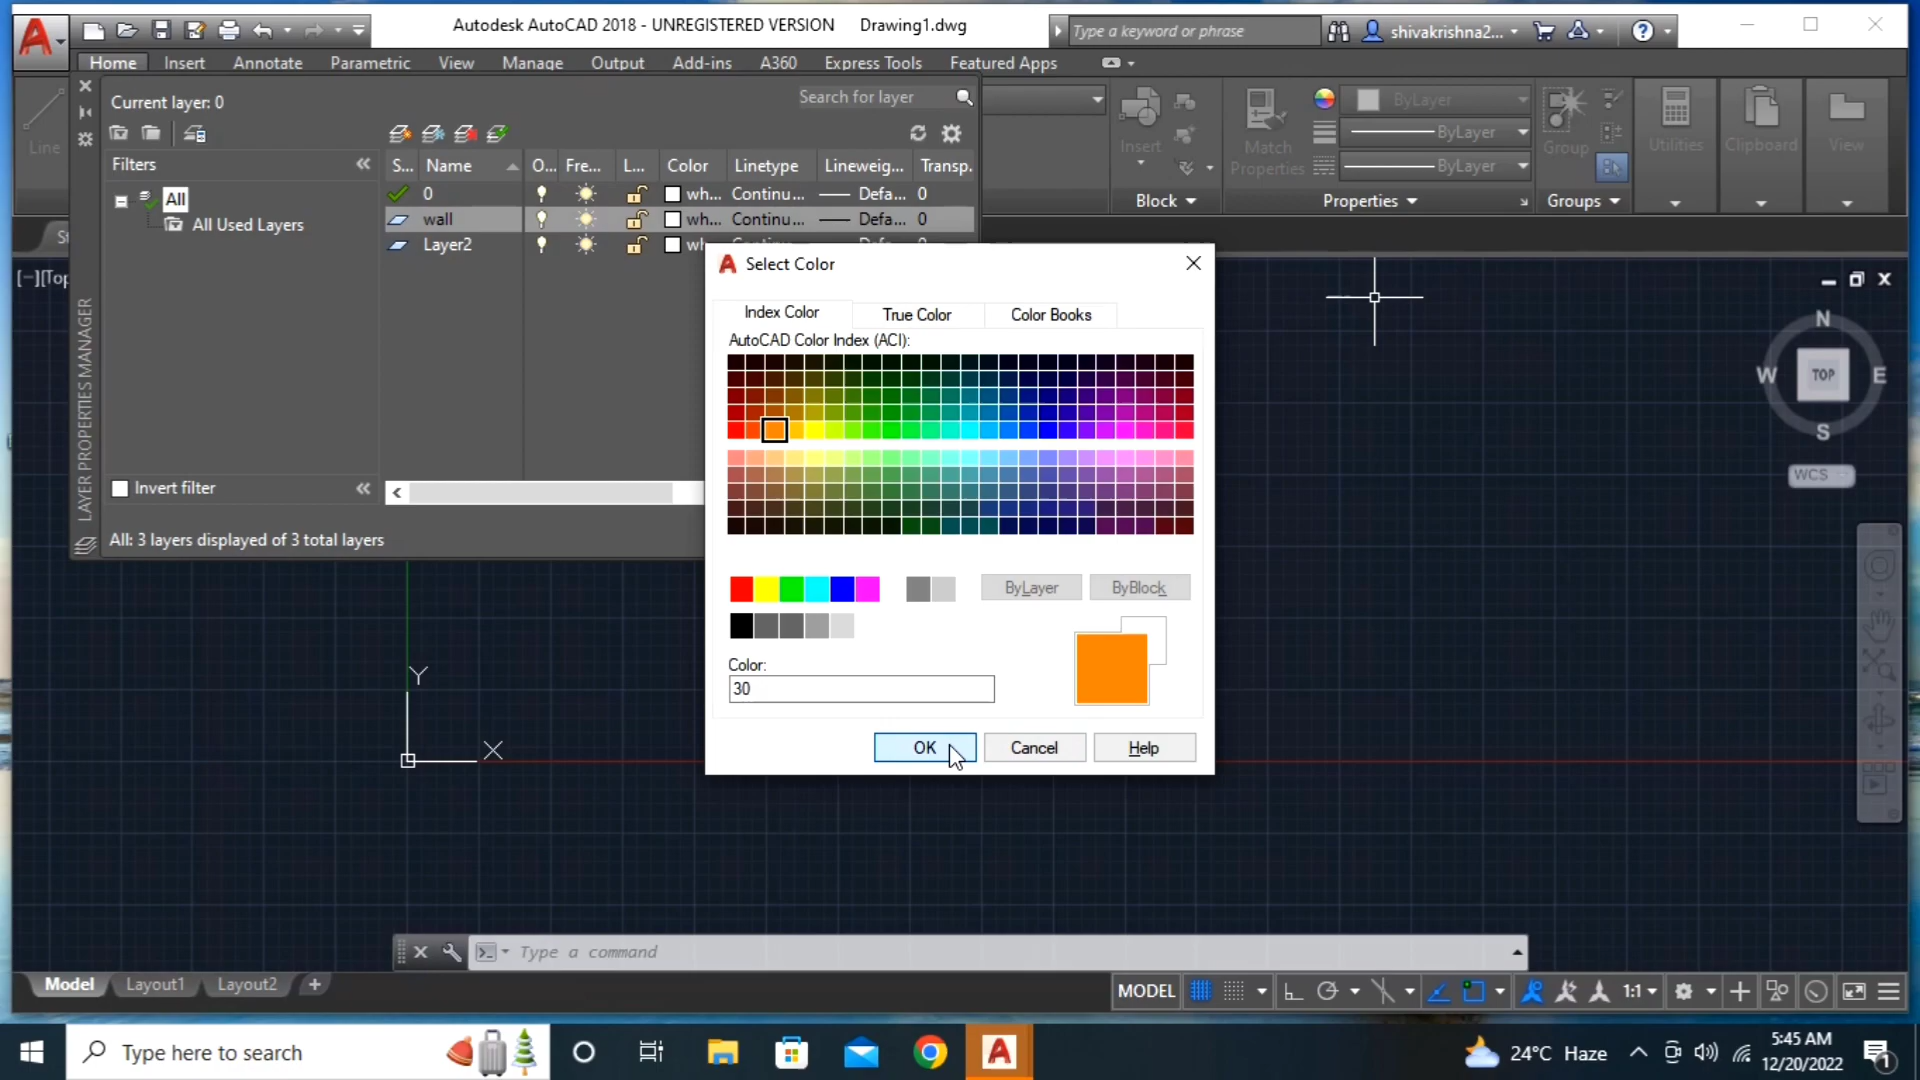 Autodesk AutoCAD 2018 - UNREGISTERED VERSION Drawing1.dwg
Type a keyword or phrase
shivakrishna2...
Home Insert Annotate Parametric View Manage Output Add-ins A360 Express Tools Featured Apps
Line
Current layer: 0
Search for layer
Filters
All
All Used Layers
S... Name O... Fre... L... Color Linetype Lineweig... Transp.
0 wh... Continu... Defa... 0
wall wh... Continu... Defa... 0
Layer2 wh
Insert
Block
Match
Properties
ByLayer
ByLayer
ByLayer
Properties
Group
Groups
Utilities
Clipboard
View
[−][Top
LAYER PROPERTIES MANAGER
Invert filter
All: 3 layers displayed of 3 total layers
Select Color
Index Color True Color Color Books
AutoCAD Color Index (ACI):
ByLayer ByBlock
Color:
30
OK Cancel Help
N
W TOP E
S
WCS
Y
X
Type a command
Model Layout1 Layout2 +
MODEL 1:1
Type here to search
24°C Haze
5:45 AM
12/20/2022
1